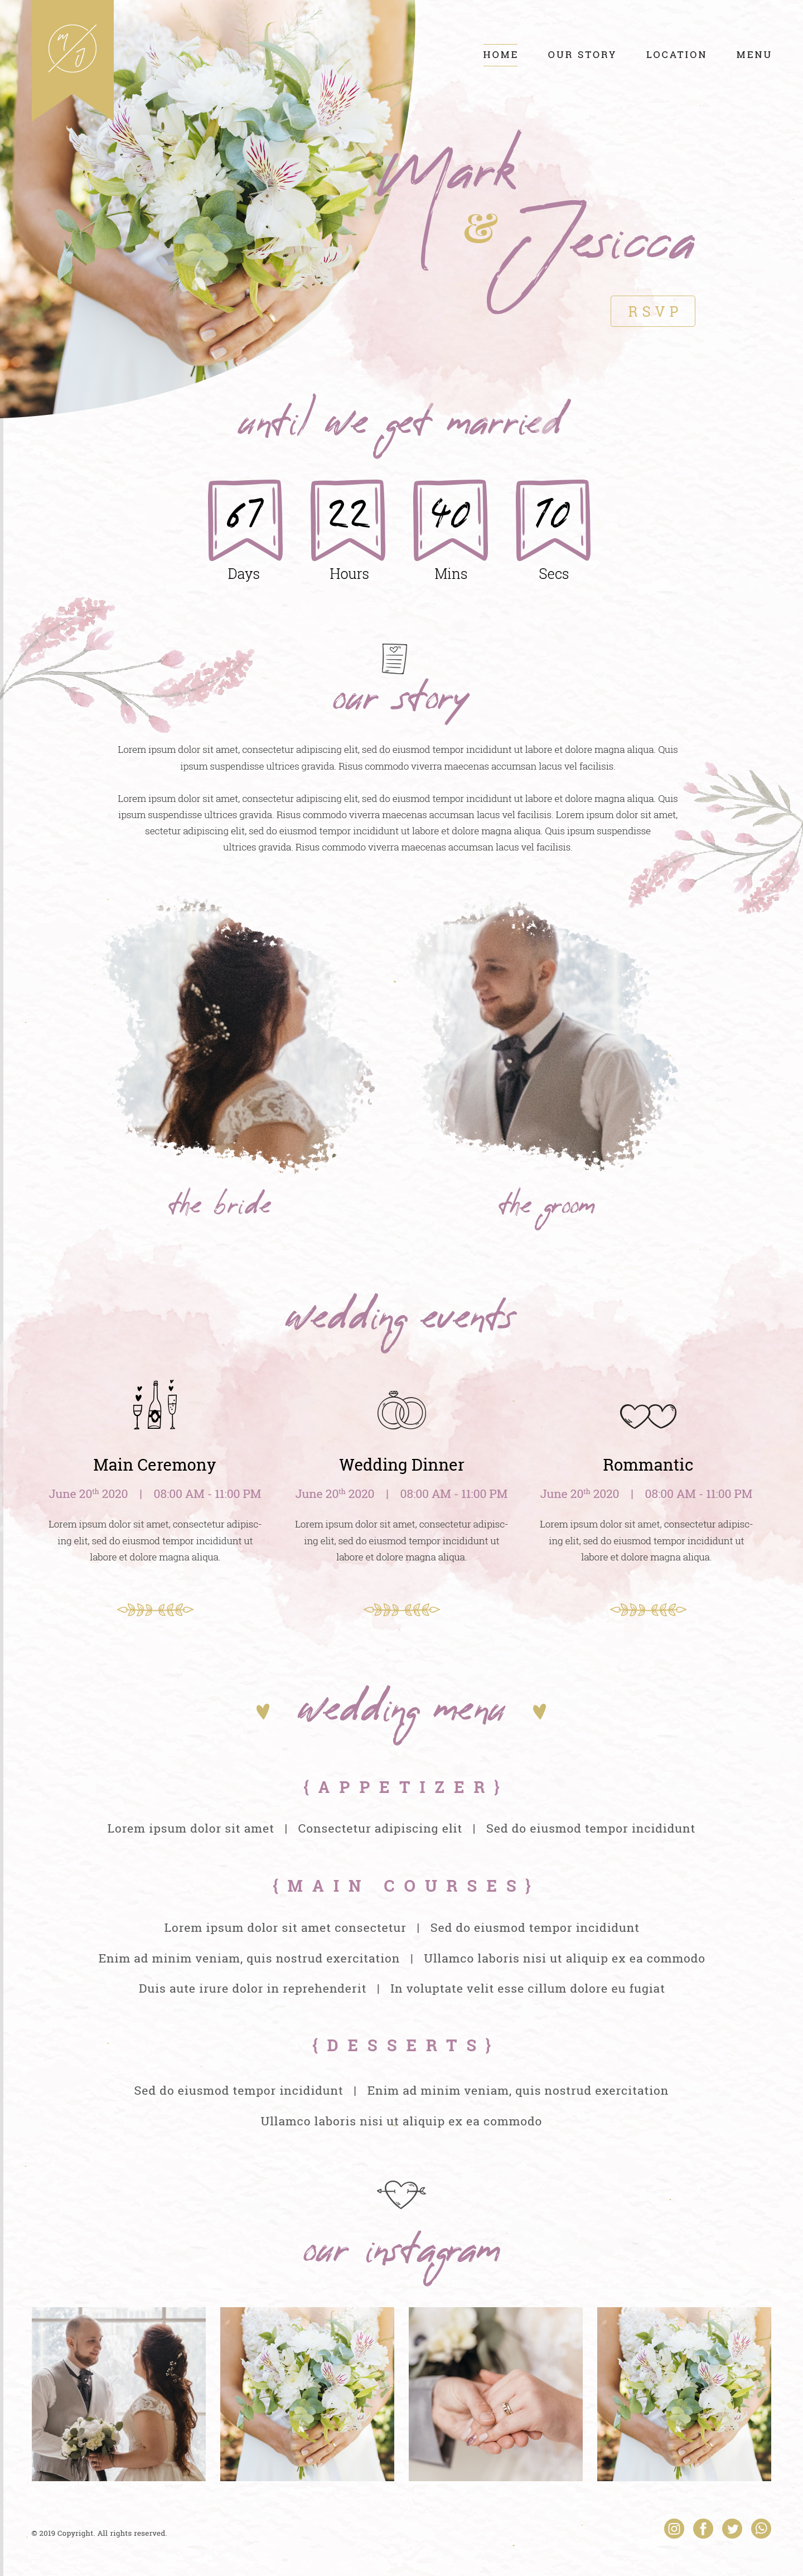 M J
HOME OUR STORY LOCATION MENU
Mark
& Jesicca
RSVP
until we get married
67 22 40 10
Days Hours Mins Secs
our story
Lorem ipsum dolor sit amet, consectetur adipiscing elit, sed do eiusmod tempor incididunt ut labore et dolore magna aliqua. Quis
ipsum suspendisse ultrices gravida. Risus commodo viverra maecenas accumsan lacus vel facilisis.
Lorem ipsum dolor sit amet, consectetur adipiscing elit, sed do eiusmod tempor incididunt ut labore et dolore magna aliqua. Quis
ipsum suspendisse ultrices gravida. Risus commodo viverra maecenas accumsan lacus vel facilisis. Lorem ipsum dolor sit amet,
sectetur adipiscing elit, sed do eiusmod tempor incididunt ut labore et dolore magna aliqua. Quis ipsum suspendisse
ultrices gravida. Risus commodo viverra maecenas accumsan lacus vel facilisis.
the bride the groom
wedding events
Main Ceremony
June 20th 2020 | 08:00 AM - 11:00 PM
Lorem ipsum dolor sit amet, consectetur adipisc-
ing elit, sed do eiusmod tempor incididunt ut
labore et dolore magna aliqua.
Wedding Dinner
June 20th 2020 | 08:00 AM - 11:00 PM
Lorem ipsum dolor sit amet, consectetur adipisc-
ing elit, sed do eiusmod tempor incididunt ut
labore et dolore magna aliqua.
Rommantic
June 20th 2020 | 08:00 AM - 11:00 PM
Lorem ipsum dolor sit amet, consectetur adipisc-
ing elit, sed do eiusmod tempor incididunt ut
labore et dolore magna aliqua.
wedding menu
{APPETIZER}
Lorem ipsum dolor sit amet | Consectetur adipiscing elit | Sed do eiusmod tempor incididunt
{MAIN COURSES}
Lorem ipsum dolor sit amet consectetur | Sed do eiusmod tempor incididunt
Enim ad minim veniam, quis nostrud exercitation | Ullamco laboris nisi ut aliquip ex ea commodo
Duis aute irure dolor in reprehenderit | In voluptate velit esse cillum dolore eu fugiat
{DESSERTS}
Sed do eiusmod tempor incididunt | Enim ad minim veniam, quis nostrud exercitation
Ullamco laboris nisi ut aliquip ex ea commodo
our instagram
© 2019 Copyright. All rights reserved.